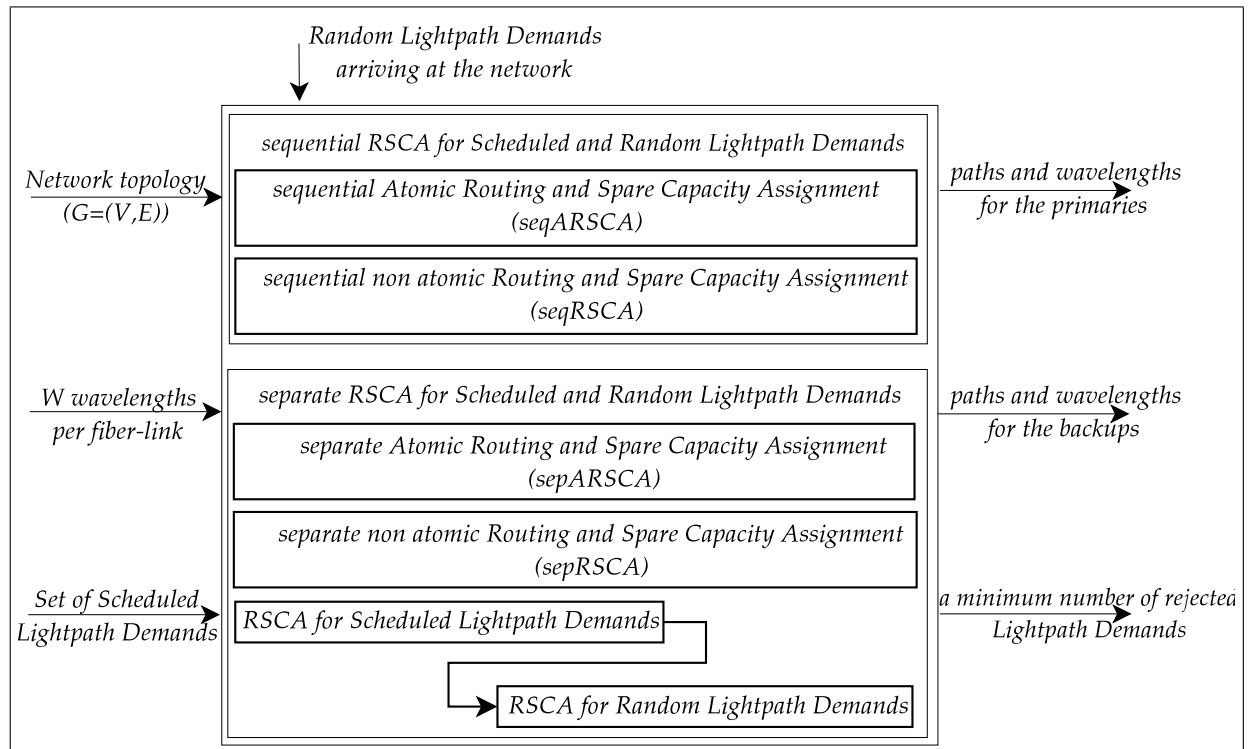 Random Lightpath Demands
arriving at the network
sequential RSCA for Scheduled and Random Lightpath Demands
Network topology
(G=(V,E))
sequential Atomic Routing and Spare Capacity Assignment
(seqARSCA)
paths and wavelengths
for the primaries
sequential non atomic Routing and Spare Capacity Assignment
(seqRSCA)
W wavelengths
per fiber-link
separate RSCA for Scheduled and Random Lightpath Demands
paths and wavelengths
for the backups
separate Atomic Routing and Spare Capacity Assignment
(sepARSCA)
separate non atomic Routing and Spare Capacity Assignment
(sepRSCA)
Set of Scheduled
Lightpath Demands
RSCA for Scheduled Lightpath Demands
a minimum number of rejected
Lightpath Demands
RSCA for Random Lightpath Demands